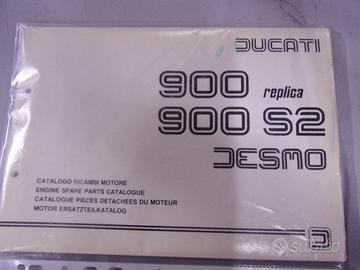 DUCATI
900 replica
900 S2
DESMO
CATALOGO RICAMBI MOTORE
ENGINE SPARE PARTS CATALOGUE
CATALOGUE PIECES DETACHEES DU MOTEUR
MOTOR ERSATZTEILKATALOG
D
subito